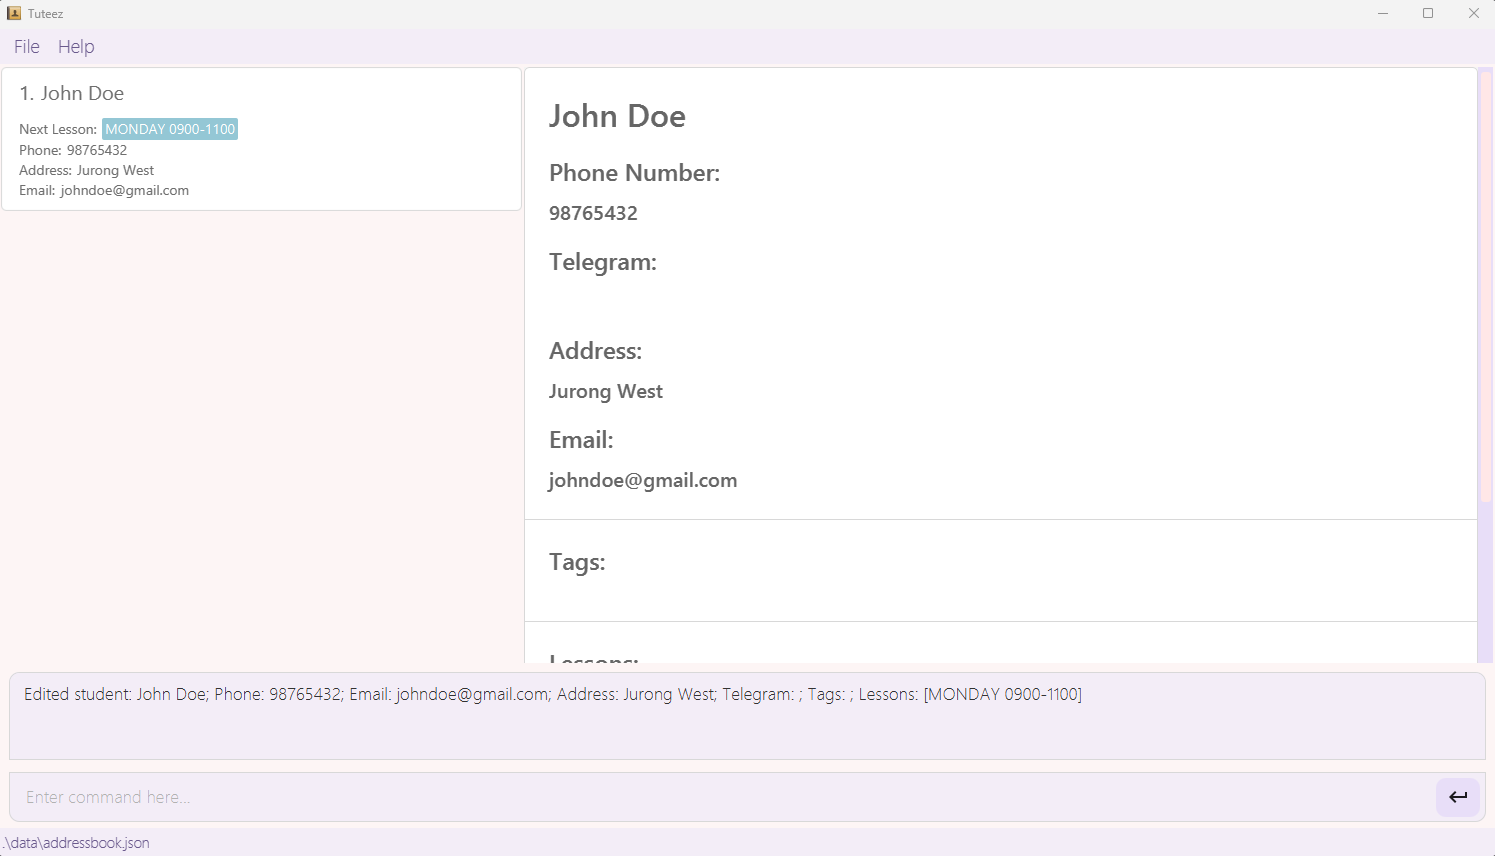 Tuteez
File Help
1. John Doe
Next Lesson: MONDAY 0900-1100
Phone: 98765432
Address: Jurong West
Email: johndoe@gmail.com
John Doe
Phone Number:
98765432
Telegram:
Address:
Jurong West
Email:
johndoe@gmail.com
Tags:
Lessons:
Edited student: John Doe; Phone: 98765432; Email: johndoe@gmail.com; Address: Jurong West; Telegram: ; Tags: ; Lessons: [MONDAY 0900-1100]
Enter command here...
.\data\addressbook.json